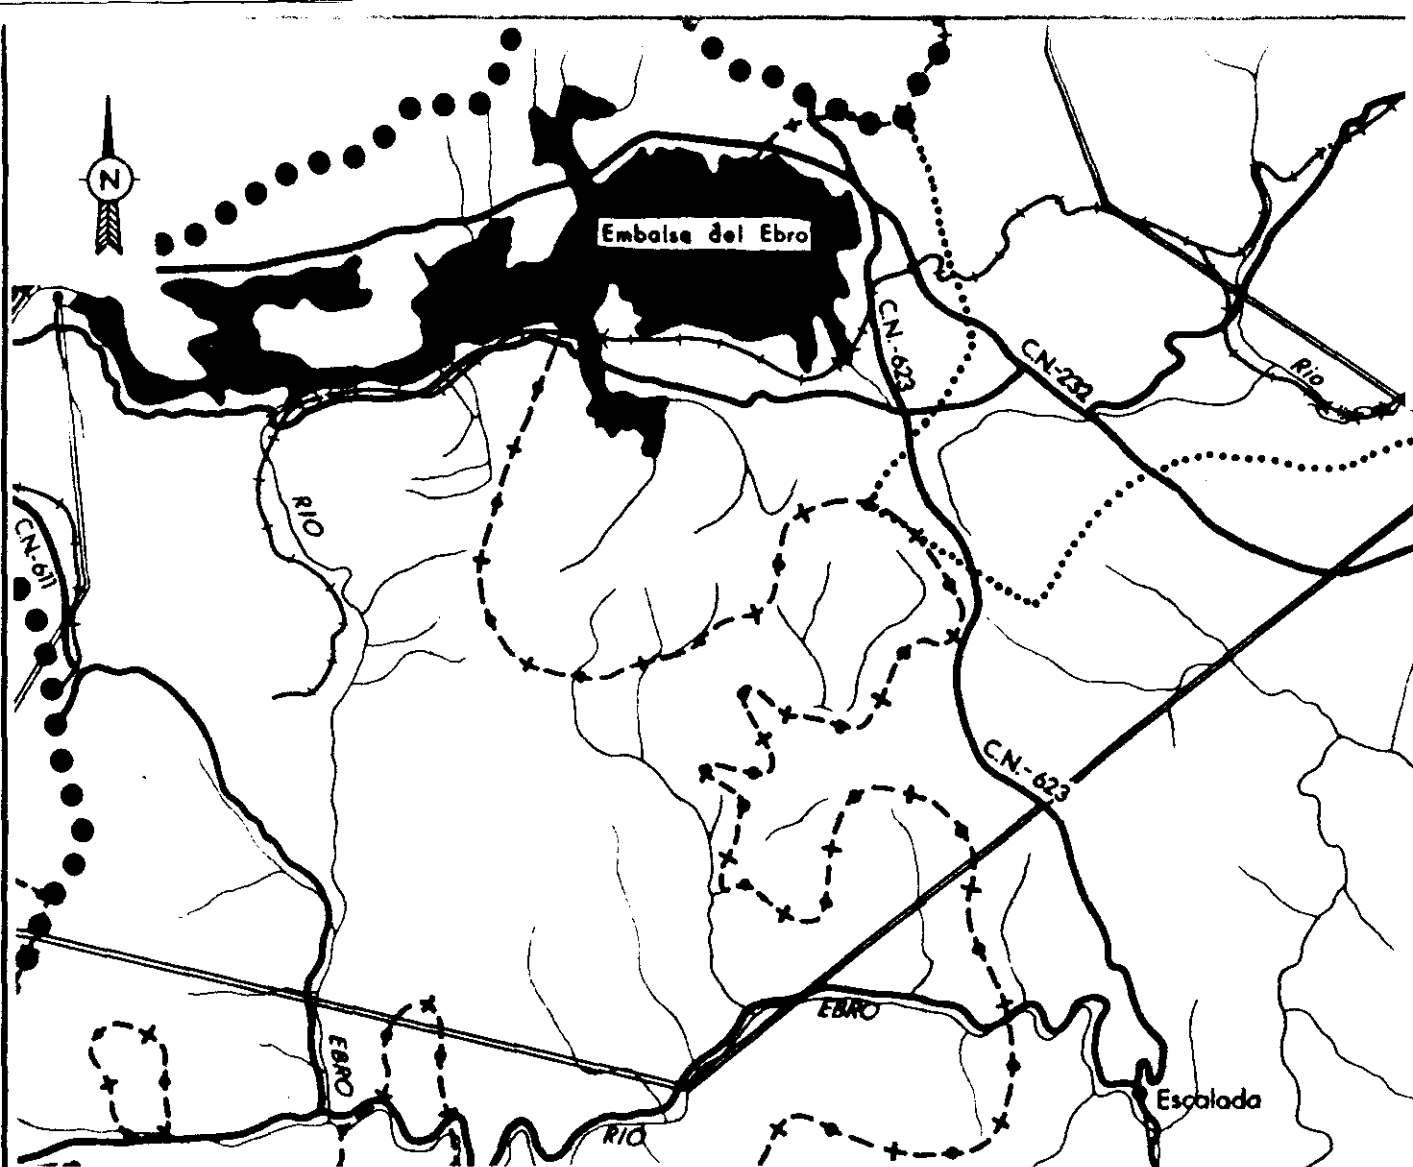 N
Embalse del Ebro
C.N.-623
C.N-232
Rio
RIO
C.N.-611
C.N.-623
EBRO
EBRO
Escalada
RIO